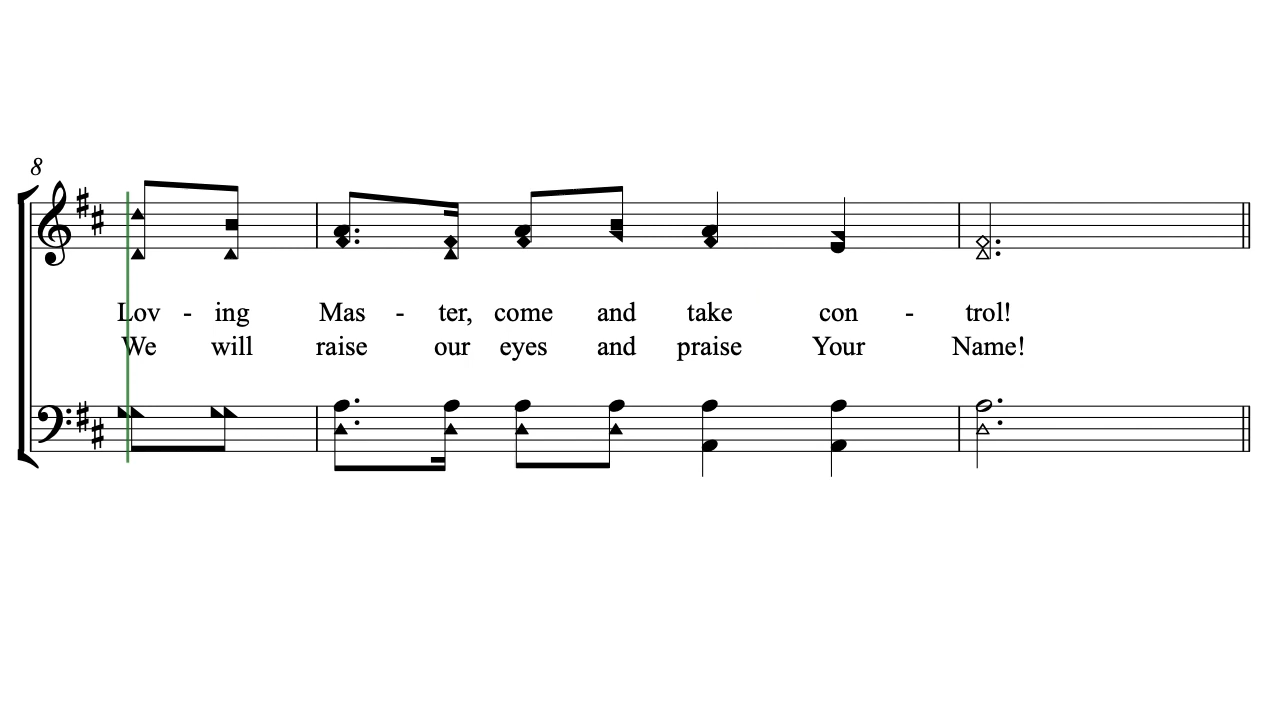 8
Lov - ing Mas - ter, come and take con - trol!
We will raise our eyes and praise Your Name!